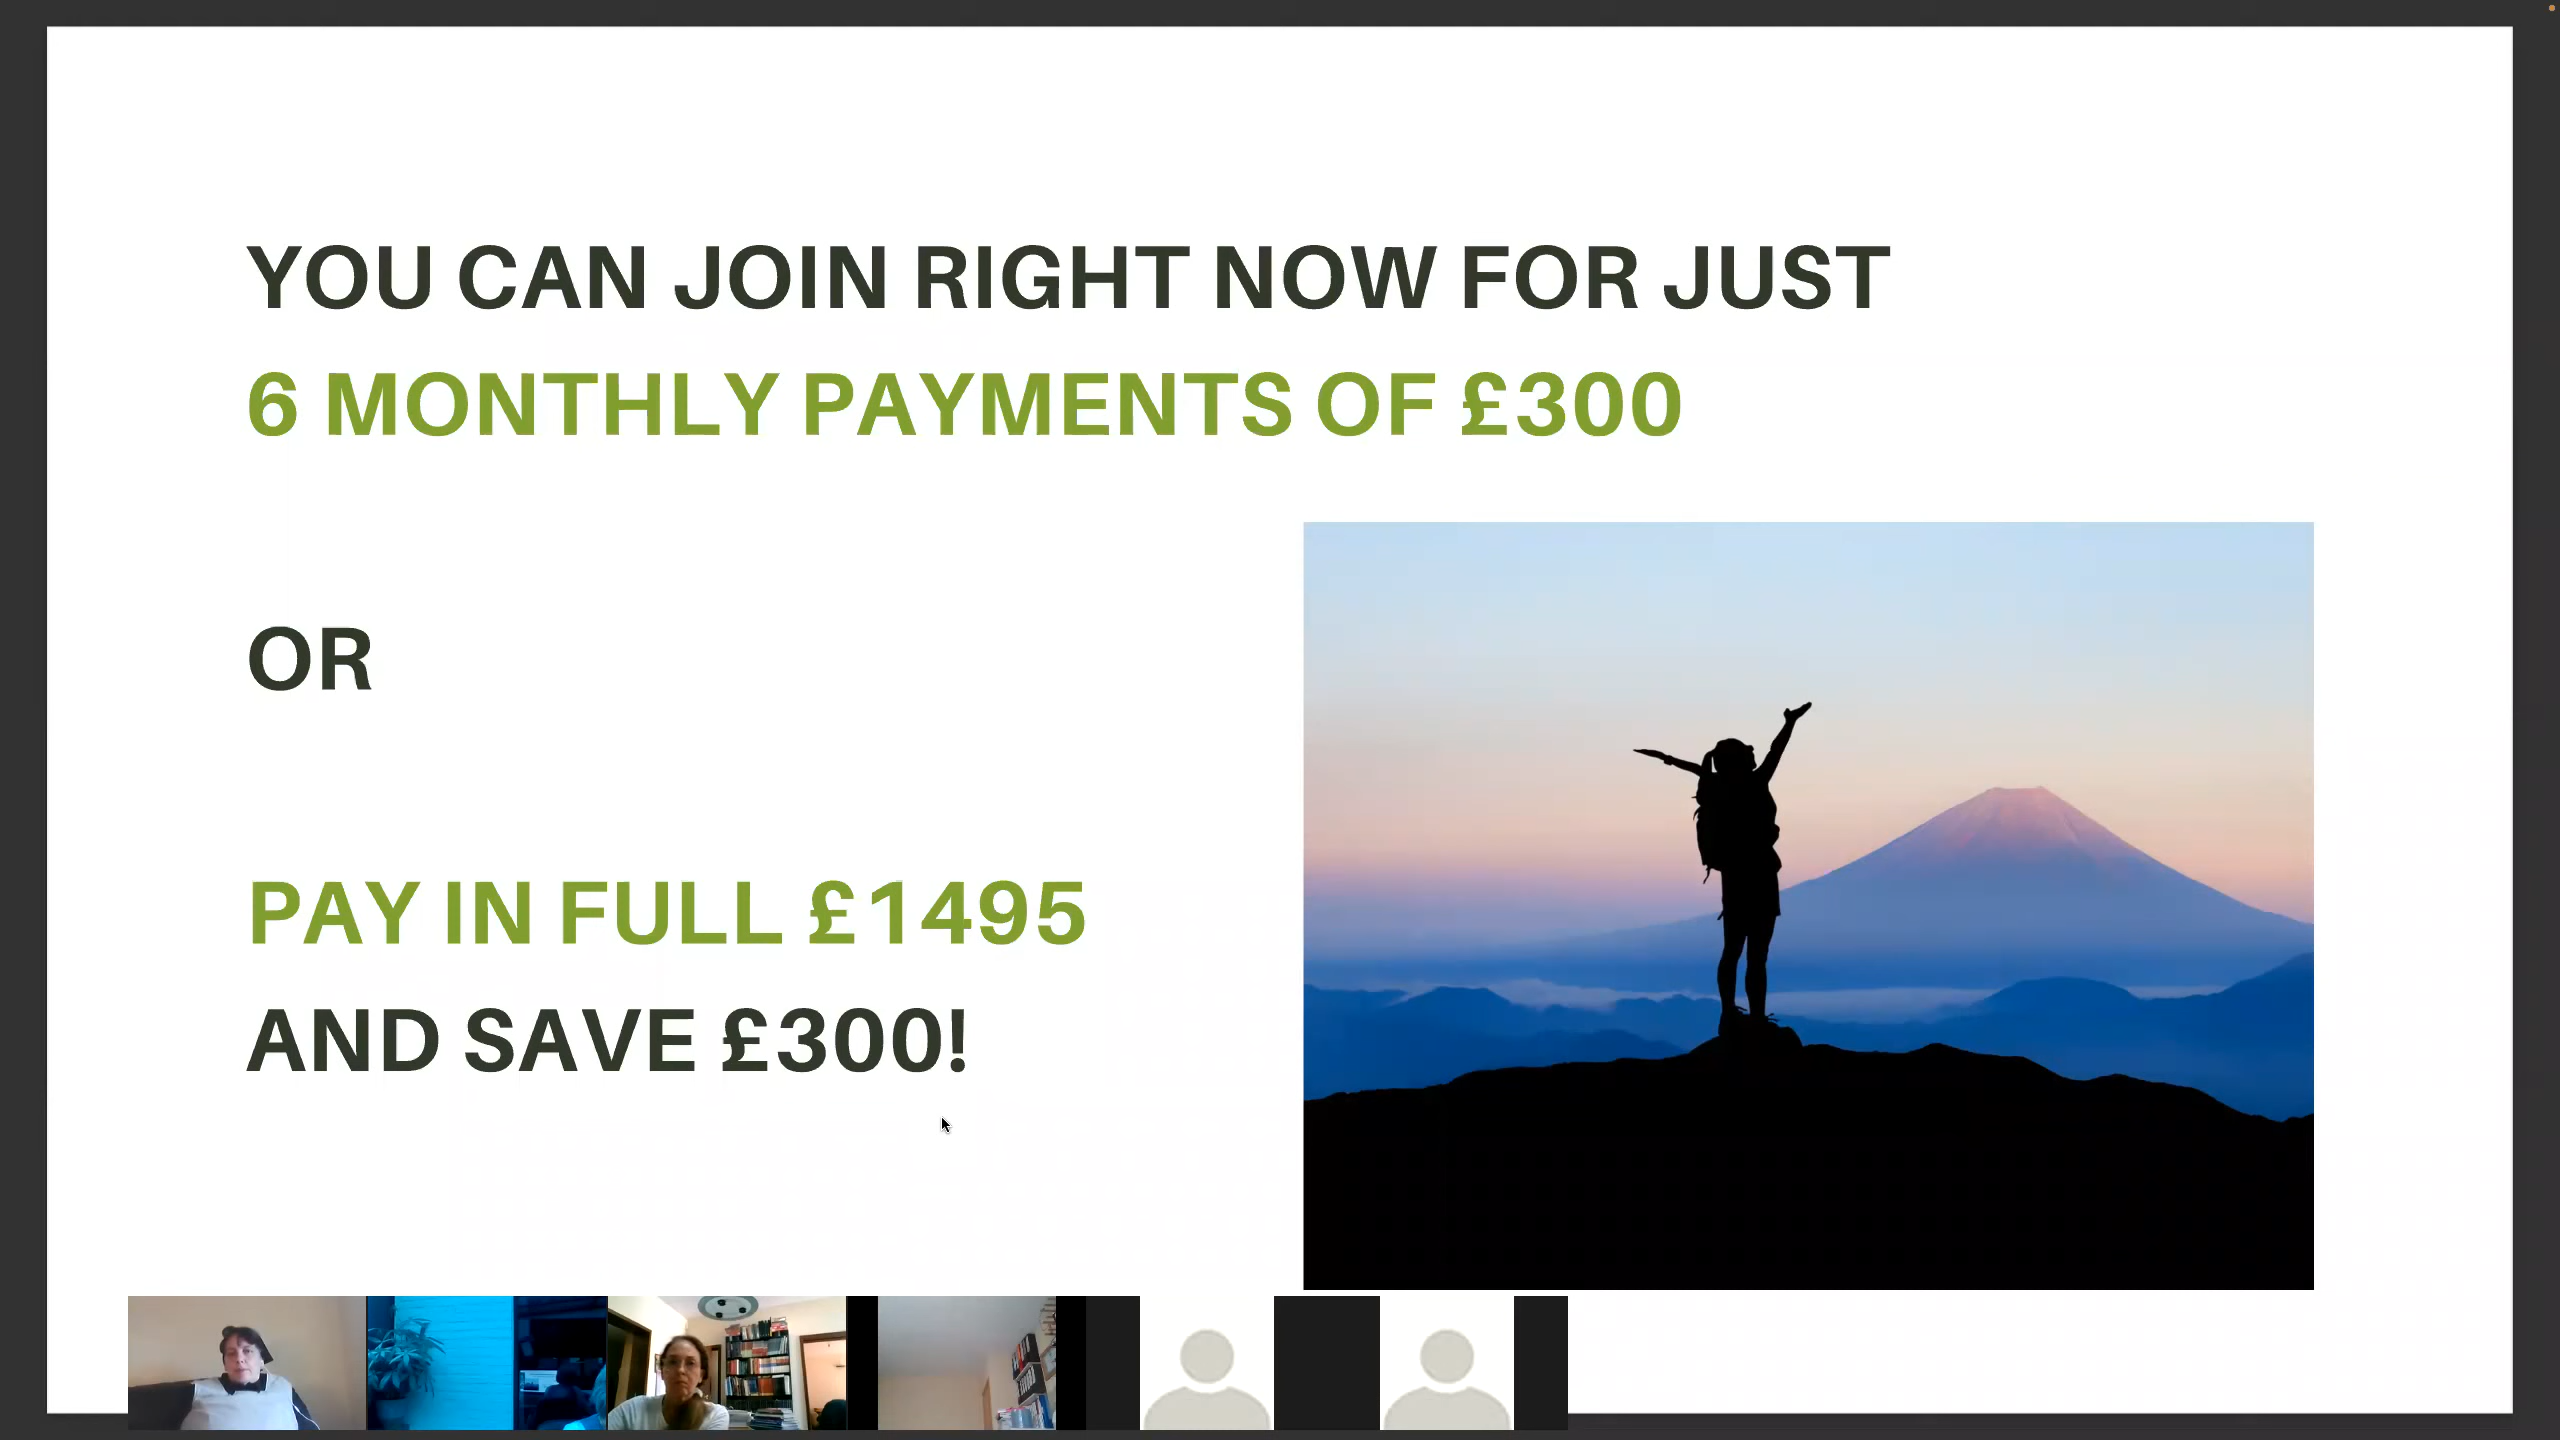 YOU CAN JOIN RIGHT NOW FOR JUST
6 MONTHLY PAYMENTS OF £300
OR
PAY IN FULL £1495
AND SAVE £300!